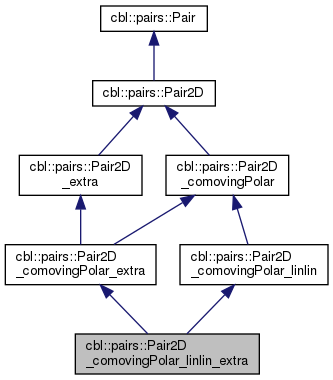 cbl::pairs::Pair
cbl::pairs::Pair2D
cbl::pairs::Pair2D
_extra
cbl::pairs::Pair2D
_comovingPolar
cbl::pairs::Pair2D
_comovingPolar_extra
cbl::pairs::Pair2D
_comovingPolar_linlin
cbl::pairs::Pair2D
_comovingPolar_linlin_extra